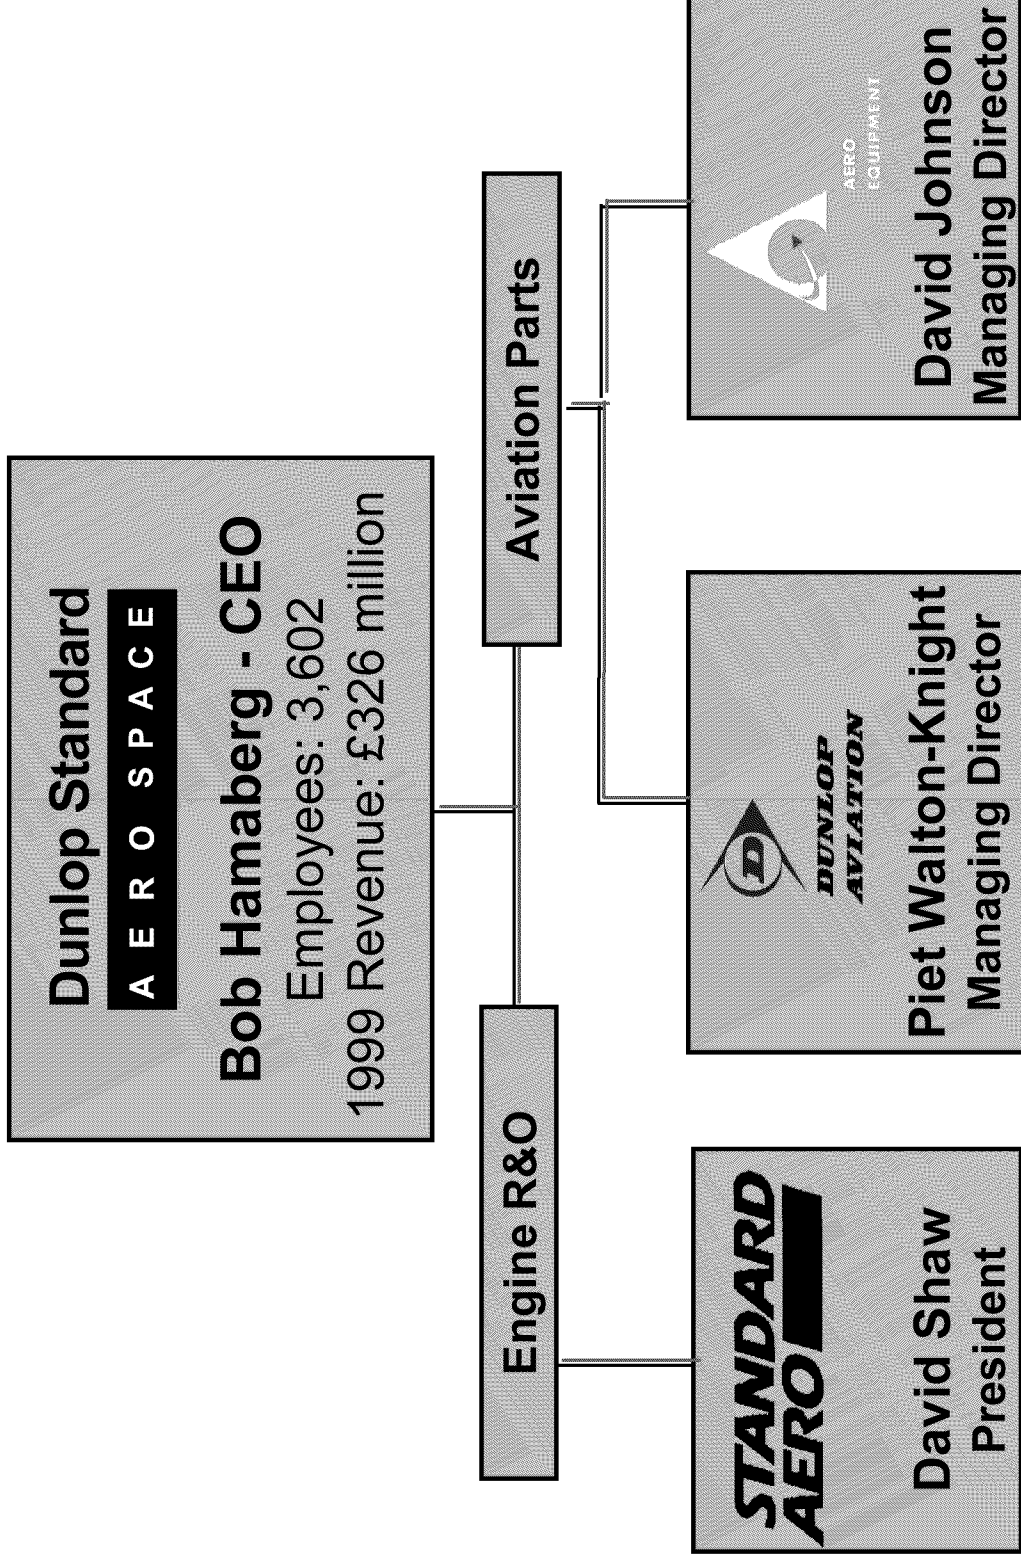 Dunlop Standard
AEROSPACE
Bob Hamaberg - CEO
Employees: 3,602
1999 Revenue: £326 million
Engine R&O
Aviation Parts
STANDARD
AERO
David Shaw
President
D
DUNLOP
AVIATION
Piet Walton-Knight
Managing Director
AERO
EQUIPMENT
David Johnson
Managing Director